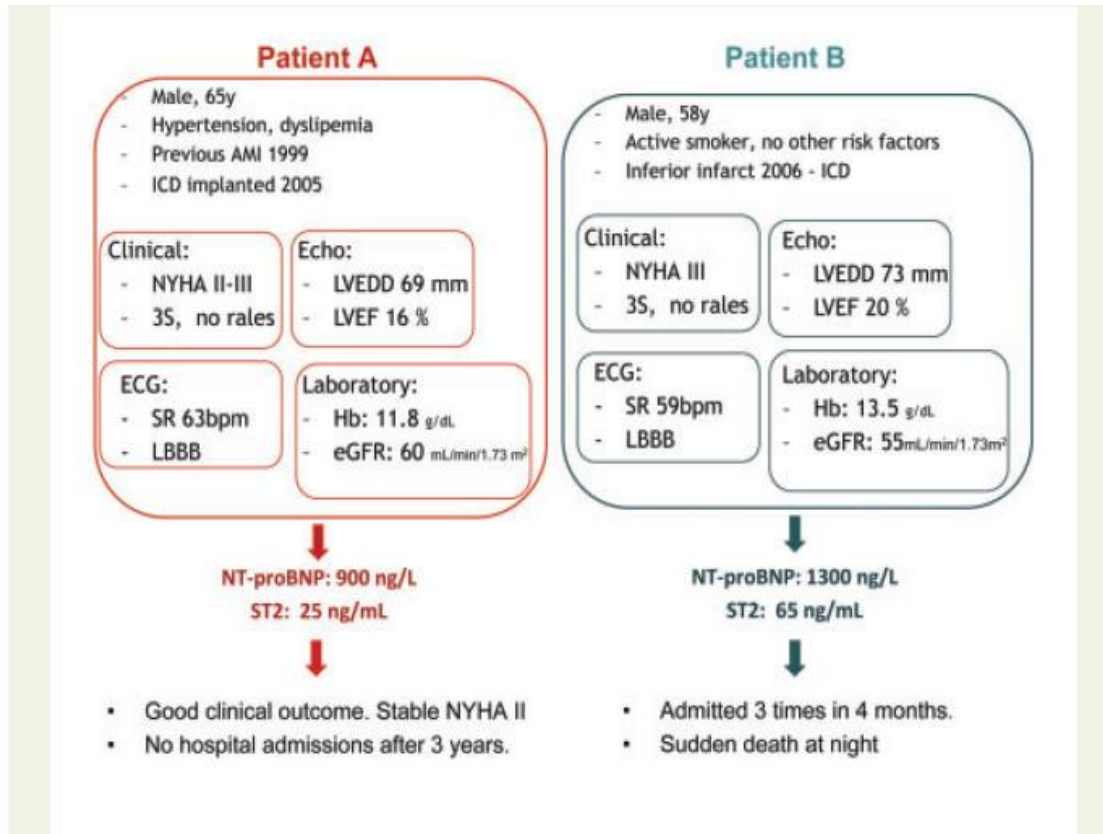 Patient A
- Male, 65y
- Hypertension, dyslipemia
- Previous AMI 1999
- ICD implanted 2005
Clinical:
- NYHA II-III
- 3S, no rales
Echo:
- LVEDD 69 mm
- LVEF 16 %
ECG:
- SR 63bpm
- LBBB
Laboratory:
- Hb: 11.8 g/dL
- eGFR: 60 mL/min/1.73 m²
NT-proBNP: 900 ng/L
ST2: 25 ng/mL
• Good clinical outcome. Stable NYHA II
• No hospital admissions after 3 years.
Patient B
- Male, 58y
- Active smoker, no other risk factors
- Inferior infarct 2006 - ICD
Clinical:
- NYHA III
- 3S, no rales
Echo:
- LVEDD 73 mm
- LVEF 20 %
ECG:
- SR 59bpm
- LBBB
Laboratory:
- Hb: 13.5 g/dL
- eGFR: 55mL/min/1.73m²
NT-proBNP: 1300 ng/L
ST2: 65 ng/mL
• Admitted 3 times in 4 months.
• Sudden death at night